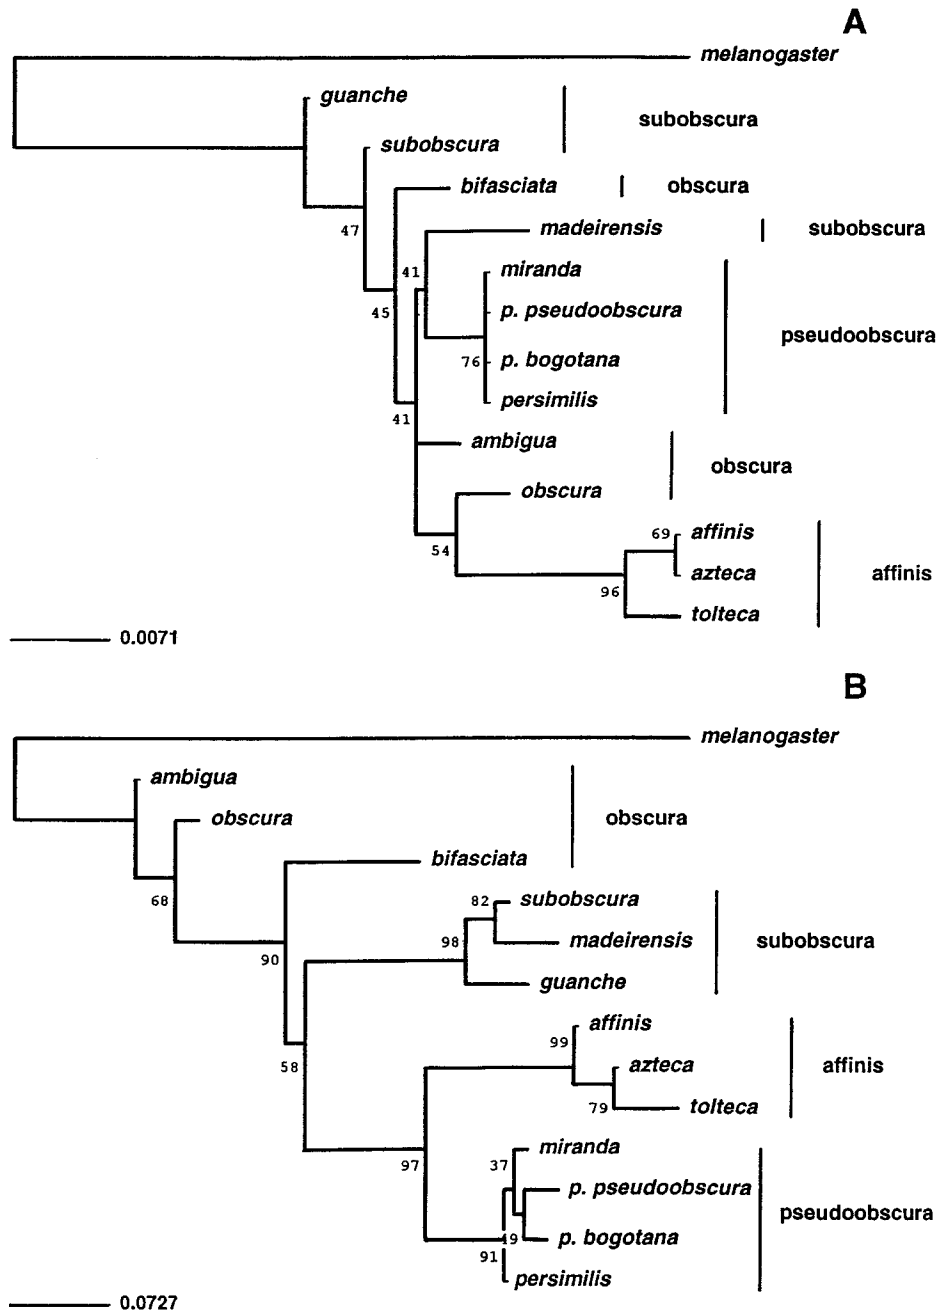 A
melanogaster
guanche
subobscura
subobscura
bifasciata
obscura
47
madeirensis
subobscura
41
miranda
45
p. pseudoobscura
pseudoobscura
76
p. bogotana
persimilis
41
ambigua
obscura
obscura
54
69
affinis
azteca
affinis
96
tolteca
0.0071
B
melanogaster
ambigua
obscura
obscura
bifasciata
68
82
subobscura
98
madeirensis
subobscura
90
guanche
affinis
99
58
azteca
affinis
79
tolteca
97
37
miranda
p. pseudoobscura
pseudoobscura
19
p. bogotana
91
persimilis
0.0727